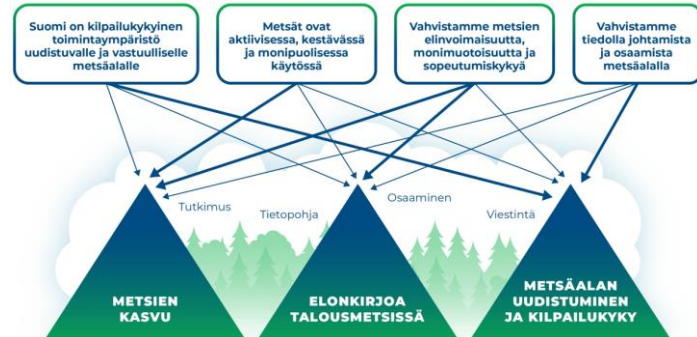 Suomi on kilpailukykyinen
toimintaympäristö
uudistuvalle ja vastuulliselle
metsäalalle
Metsät ovat
aktiivisessa, kestävässä
ja monipuolisessa
käytössä
Vahvistamme metsien
elinvoimaisuutta,
monimuotoisuutta ja
sopeutumiskykyä
Vahvistamme
tiedolla johtamista
ja osaamista
metsäalalla
Tutkimus
Tietopohja
Osaaminen
Viestintä
METSIEN
KASVU
ELONKIRJOA
TALOUSMETSISSÄ
METSÄALAN
UUDISTUMINEN
JA KILPAILUKYKY